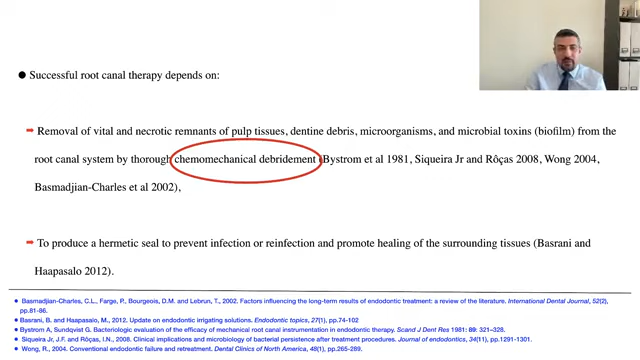 ● Successful root canal therapy depends on:
➡ Removal of vital and necrotic remnants of pulp tissues, dentine debris, microorganisms, and microbial toxins (biofilm) from the
root canal system by thorough chemomechanical debridement (Bystrom et al 1981, Siqueira Jr and Rôças 2008, Wong 2004,
Basmadjian-Charles et al 2002),
➡ To produce a hermetic seal to prevent infection or reinfection and promote healing of the surrounding tissues (Basrani and
Haapasalo 2012).
● Basmadjian-Charles, C.L., Farge, P., Bourgeois, D.M. and Lebrun, T., 2002. Factors influencing the long-term results of endodontic treatment: a review of the literature. International Dental Journal, 52(2),
pp.81-86.
● Basrani, B. and Haapasalo, M., 2012. Update on endodontic irrigating solutions. Endodontic topics, 27(1), pp.74-102
● Bystrom A, Sundqvist G. Bacteriologic evaluation of the efficacy of mechanical root canal instrumentation in endodontic therapy. Scand J Dent Res 1981: 89: 321–328.
● Siqueira Jr, J.F. and Rôças, I.N., 2008. Clinical implications and microbiology of bacterial persistence after treatment procedures. Journal of endodontics, 34(11), pp.1291-1301.
● Wong, R., 2004. Conventional endodontic failure and retreatment. Dental Clinics of North America, 48(1), pp.265-289.